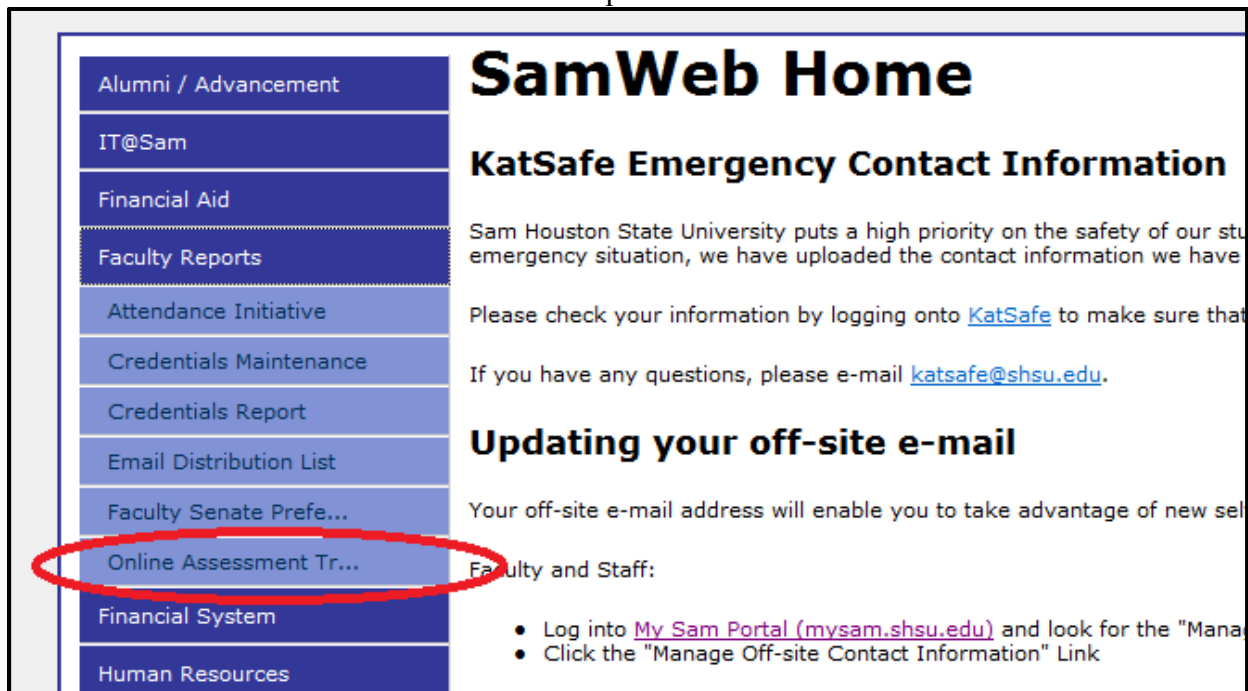 Alumni / Advancement
IT@Sam
Financial Aid
Faculty Reports
Attendance Initiative
Credentials Maintenance
Credentials Report
Email Distribution List
Faculty Senate Prefe...
Online Assessment Tr...
Financial System
Human Resources
SamWeb Home
KatSafe Emergency Contact Information
Sam Houston State University puts a high priority on the safety of our stu
emergency situation, we have uploaded the contact information we have
Please check your information by logging onto KatSafe to make sure that
If you have any questions, please e-mail katsafe@shsu.edu.
Updating your off-site e-mail
Your off-site e-mail address will enable you to take advantage of new sel
Faculty and Staff:
• Log into My Sam Portal (mysam.shsu.edu) and look for the "Mana
• Click the "Manage Off-site Contact Information" Link